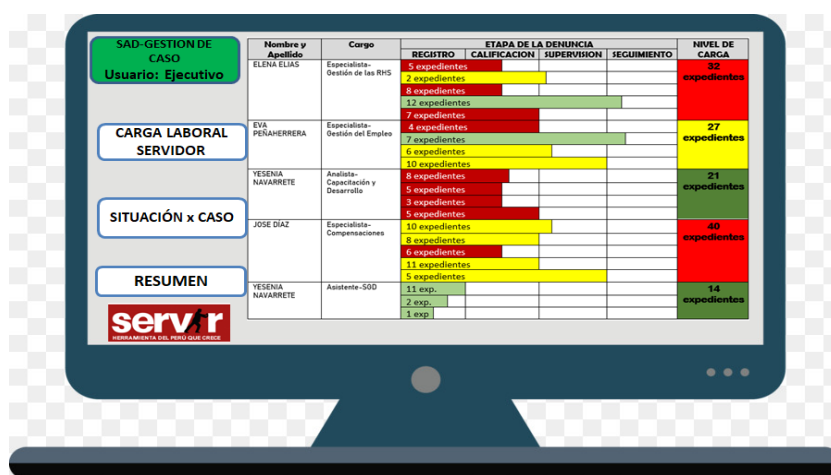 SAD-GESTION DE
CASO
Usuario: Ejecutivo
CARGA LABORAL
SERVIDOR
SITUACIÓN x CASO
RESUMEN
servir
HERRAMIENTA DEL PERÚ QUE CRECE
Nombre y
Apellido
Cargo
ETAPA DE LA DENUNCIA
NIVEL DE
CARGA
REGISTRO CALIFICACION SUPERVISION SEGUIMIENTO
ELENA ELIAS
Especialista-
Gestión de las RHS
5 expedientes
2 expedientes
8 expedientes
12 expedientes
7 expedientes
32
expedientes
EVA
PEÑAHERRERA
Especialista-
Gestión del Empleo
4 expedientes
7 expedientes
6 expedientes
10 expedientes
27
expedientes
YESENIA
NAVARRETE
Analista-
Capacitación y
Desarrollo
8 expedientes
5 expedientes
3 expedientes
5 expedientes
21
expedientes
JOSE DÍAZ
Especialista-
Compensaciones
10 expedientes
8 expedientes
6 expedientes
11 expedientes
5 expedientes
40
expedientes
YESENIA
NAVARRETE
Asistente-SGD
11 exp.
2 exp.
1 exp
14
expedientes